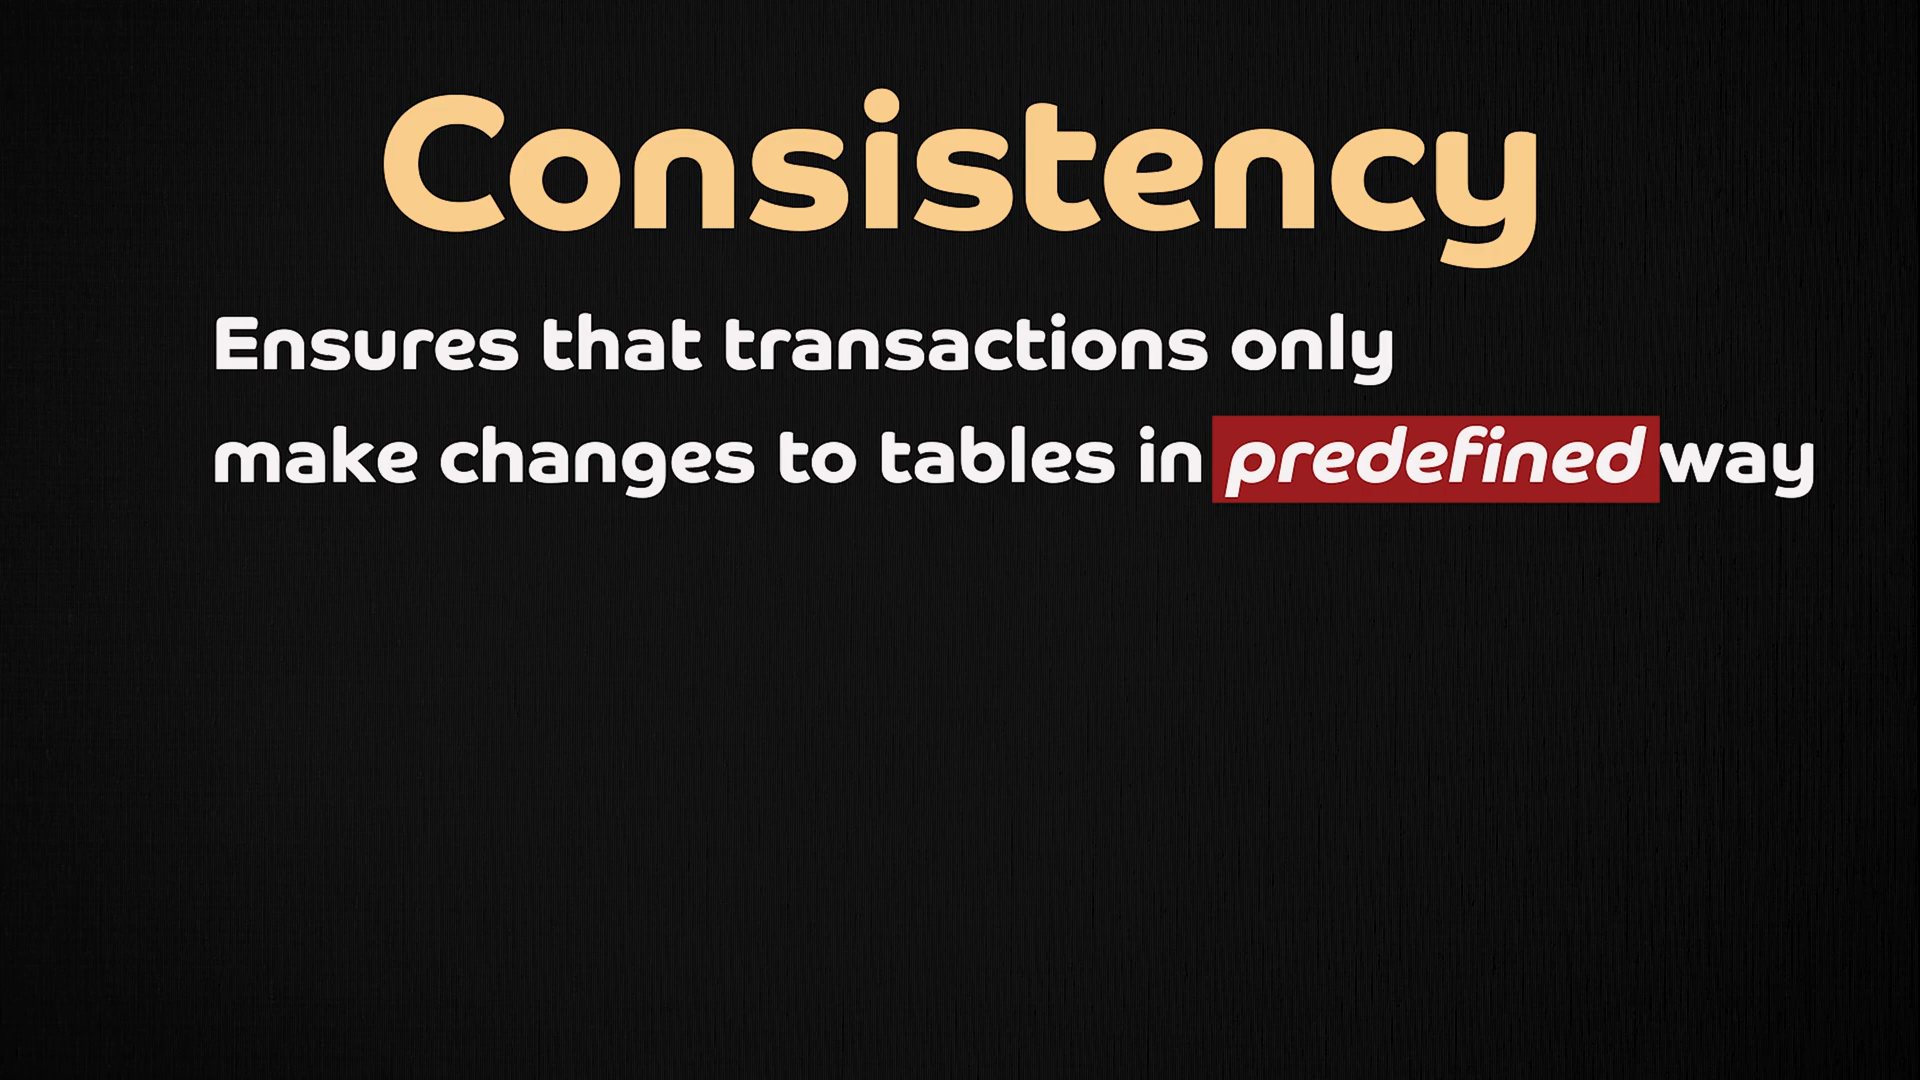 Consistency
Ensures that transactions only
make changes to tables in predefined way